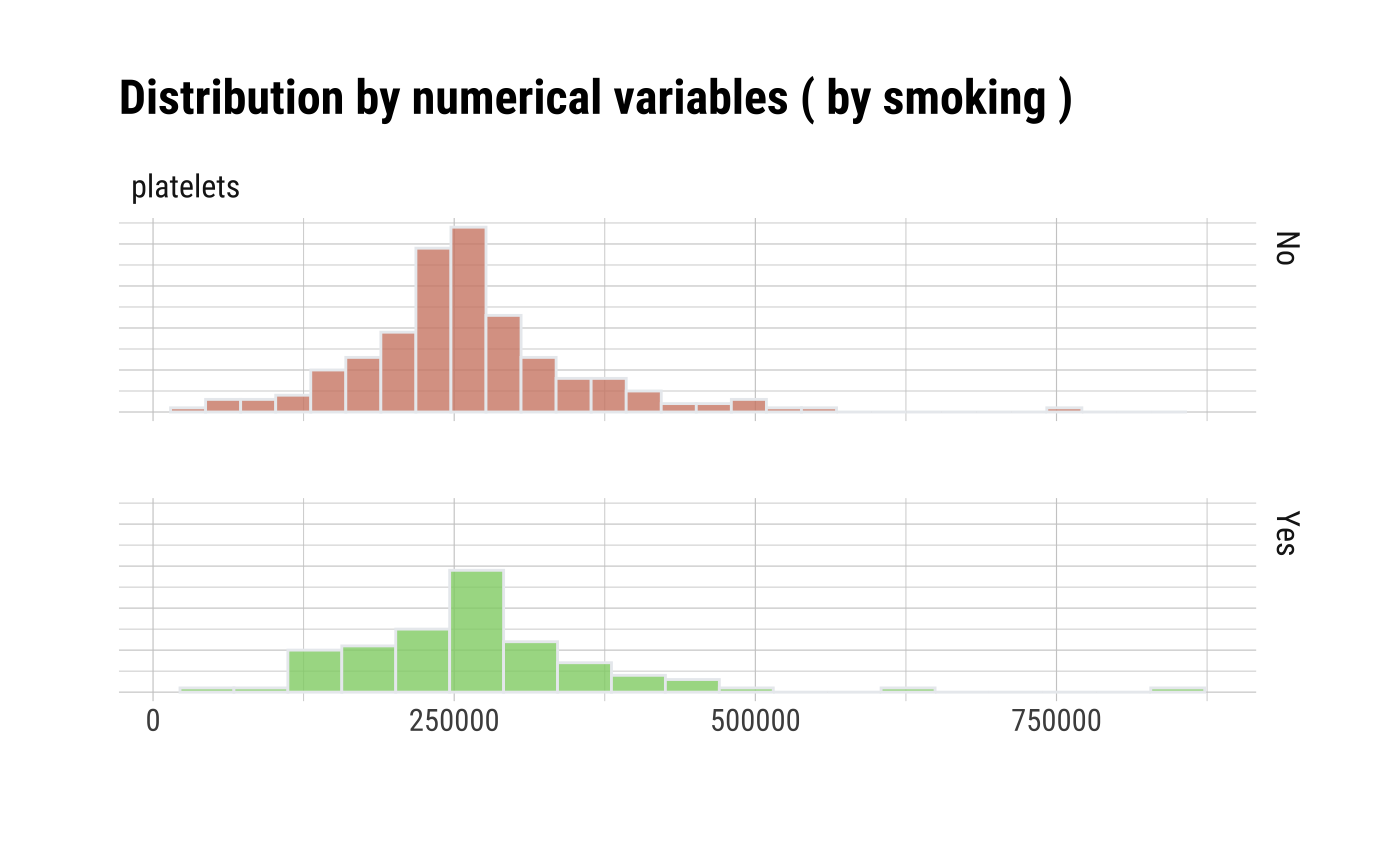 Distribution by numerical variables ( by smoking )
platelets
No
Yes
0 250000 500000 750000